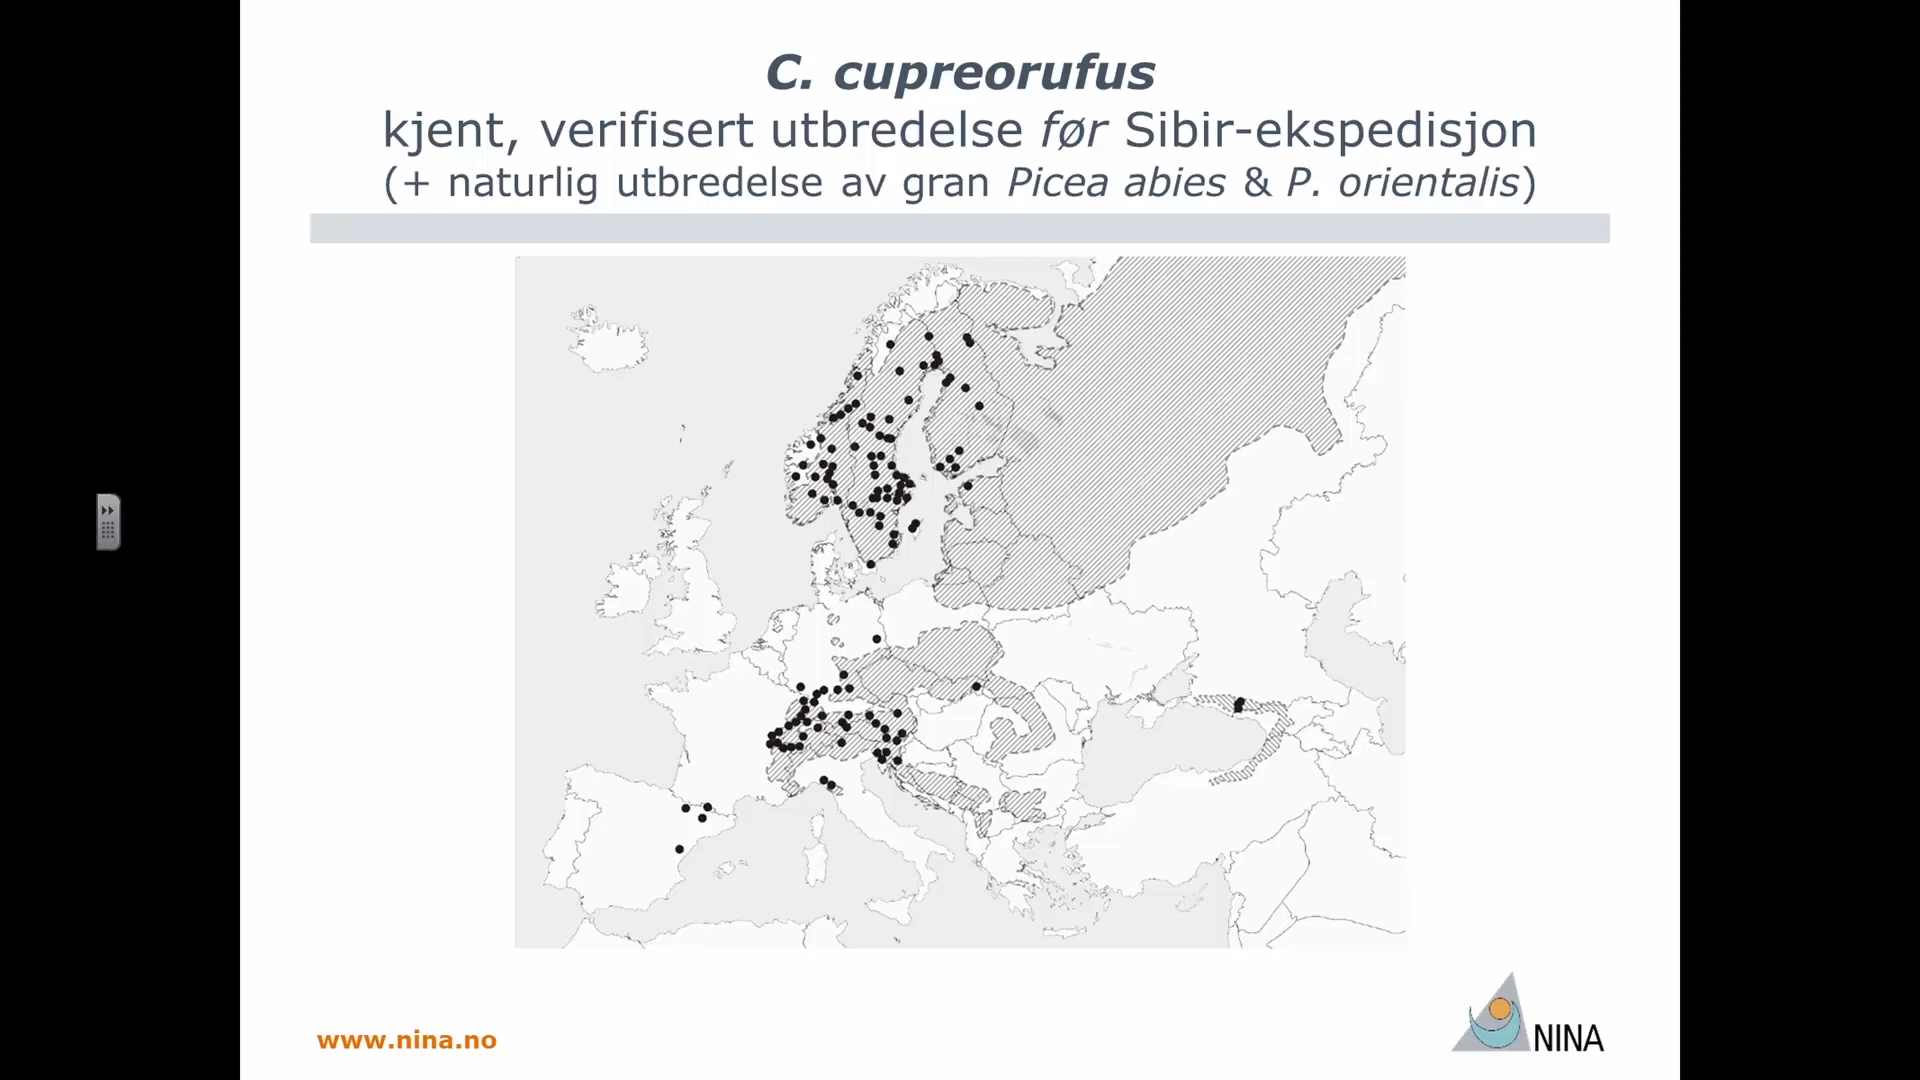 C. cupreorufus
kjent, verifisert utbredelse før Sibir-ekspedisjon
(+ naturlig utbredelse av gran Picea abies & P. orientalis)
www.nina.no
NINA